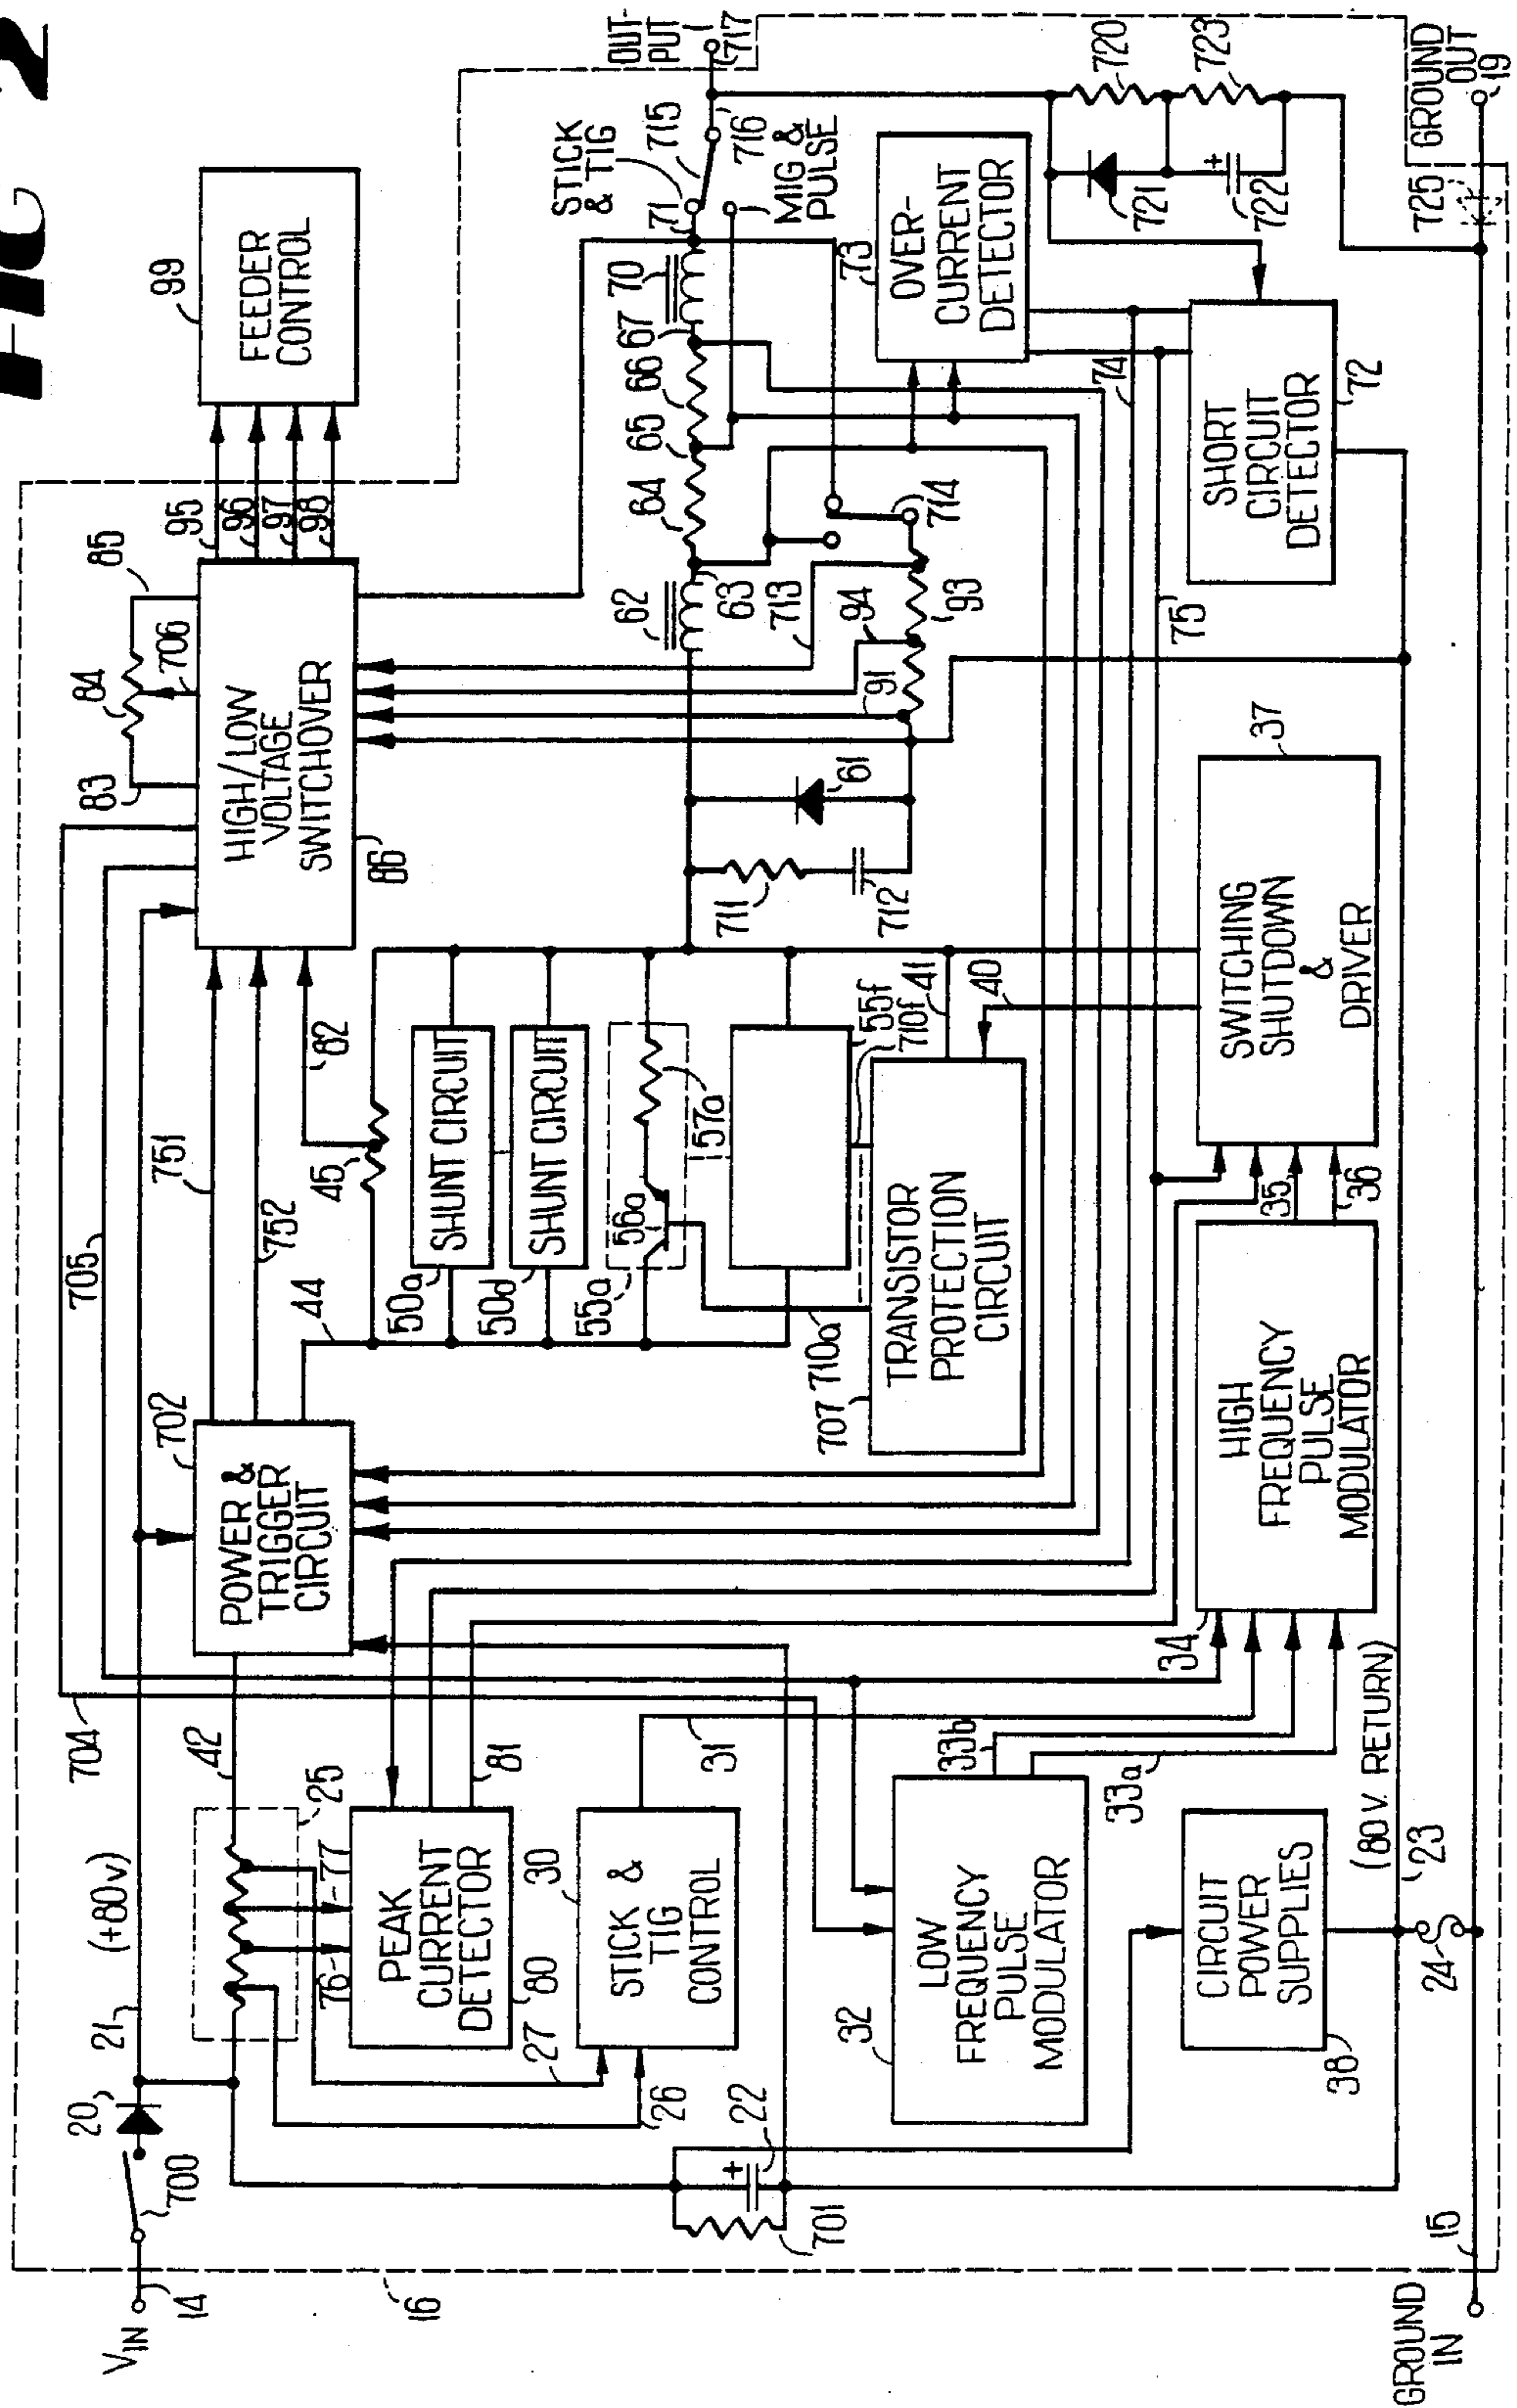 FIG 2
VIN
14
700
20
21
(+80V)
704
705
16
42
25
76
77
PEAK
CURRENT
DETECTOR
80
81
27
26
30
STICK &
TIG
CONTROL
31
701
22
+
32
LOW
FREQUENCY
PULSE
MODULATOR
33b
33a
CIRCUIT
POWER
SUPPLIES
38
24
23
(80 V. RETURN)
GROUND
IN
15
702
POWER &
TRIGGER
CIRCUIT
751
752
44
45
82
50a
SHUNT CIRCUIT
50d
SHUNT CIRCUIT
55a
56a
57a
55f
710f
710a
707
TRANSISTOR
PROTECTION
CIRCUIT
41
40
34
HIGH
FREQUENCY
PULSE
MODULATOR
35
36
SWITCHING
SHUTDOWN
&
DRIVER
37
83
84
706
85
HIGH/LOW
VOLTAGE
SWITCHOVER
86
95
96
97
98
99
FEEDER
CONTROL
711
712
61
62
63
64
65
66
67
70
71
713
94
91
93
714
STICK
& TIG
715
716
MIG &
PULSE
OUT-
PUT
717
73
OVER-
CURRENT
DETECTOR
74
75
SHORT
CIRCUIT
DETECTOR
72
720
721
722
+
723
725
GROUND
OUT
19